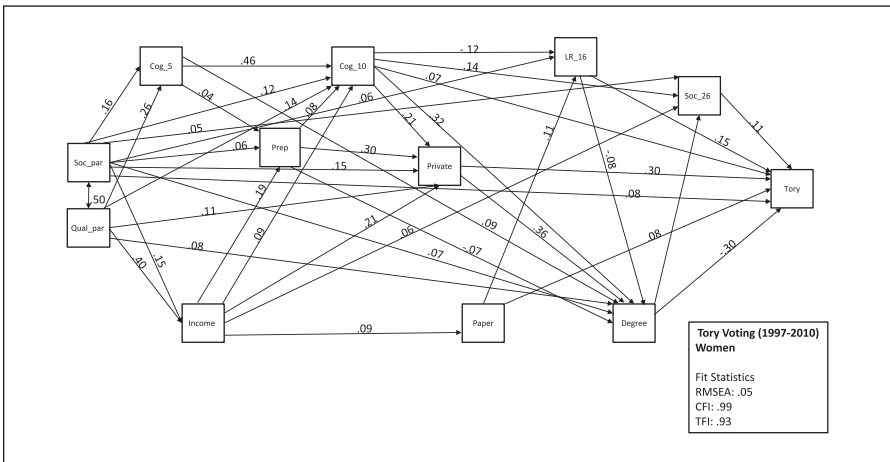 Cog_5
.46
Cog_10
-.12
LR_16
.14
.07
.06
Soc_26
.16
.26
.04
.12
.14
.08
.21
.32
.05
.06
Prep
.30
Private
.11
-.08
.15
.11
Soc_par
.15
.30
Tory
.50
.19
.08
Qual_par
.11
.21
.06
.09
.36
.08
.09
.08
.07
-.07
-.30
.40
.15
Income
.09
Paper
Degree
Tory Voting (1997-2010)
Women
Fit Statistics
RMSEA: .05
CFI: .99
TFI: .93